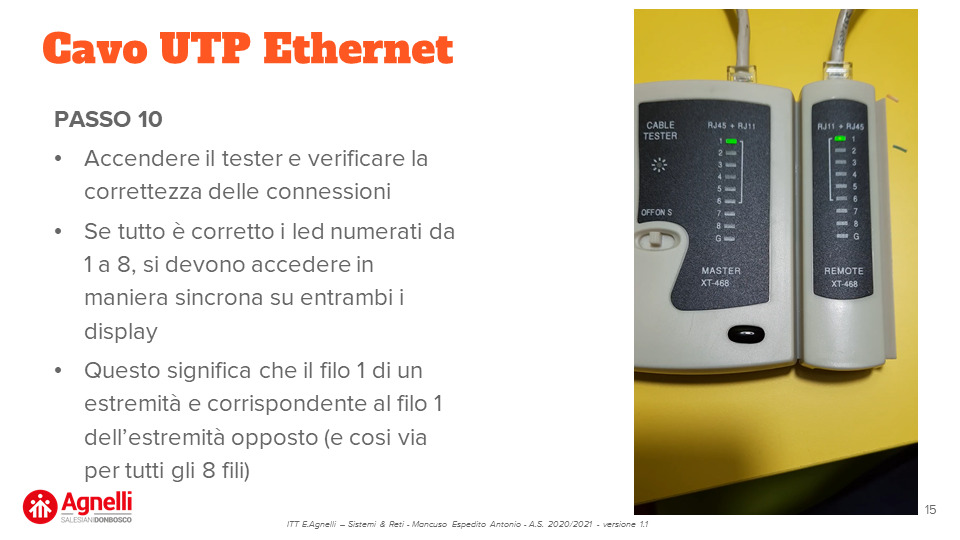 Cavo UTP Ethernet
PASSO 10
• Accendere il tester e verificare la
correttezza delle connessioni
• Se tutto è corretto i led numerati da
1 a 8, si devono accedere in
maniera sincrona su entrambi i
display
• Questo significa che il filo 1 di un
estremità e corrispondente al filo 1
dell'estremità opposto (e cosi via
per tutti gli 8 fili)
CABLE
TESTER
RJ45 + RJ11
1
2
3
4
5
6
7
8
G
OFF ON S
MASTER
XT-468
RJ11 + RJ45
1
2
3
4
5
6
7
8
G
REMOTE
XT-468
Agnelli
SALESIANI DONBOSCO
ITT E.Agnelli – Sistemi & Reti - Mancuso Espedito Antonio - A.S. 2020/2021 - versione 1.1
15